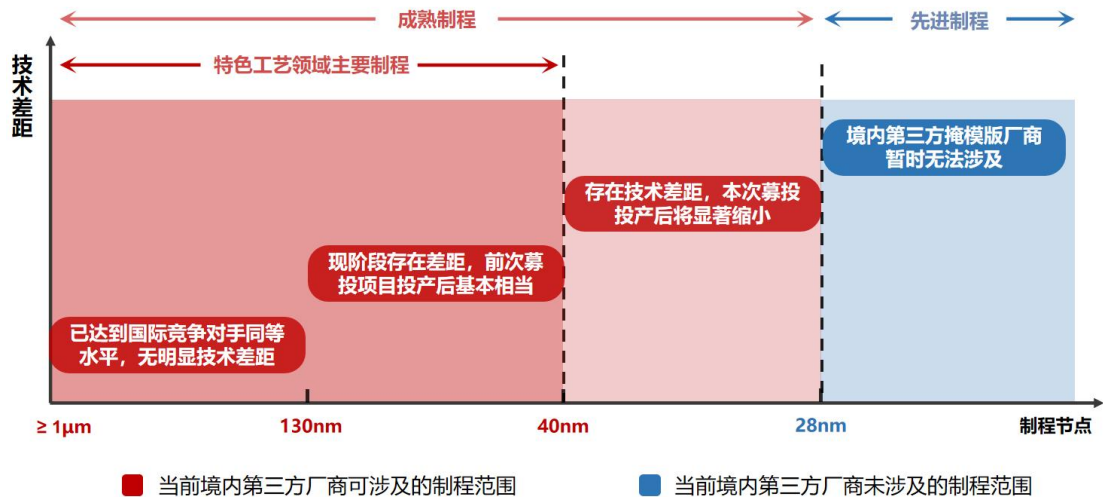 成熟制程
先进制程
特色工艺领域主要制程
技术差距
境内第三方掩模版厂商
暂时无法涉及
存在技术差距，本次募投
投产后将显著缩小
现阶段存在差距，前次募
投项目投产后基本相当
已达到国际竞争对手同等
水平，无明显技术差距
≥ 1μm
130nm
40nm
28nm
制程节点
当前境内第三方厂商可涉及的制程范围
当前境内第三方厂商未涉及的制程范围